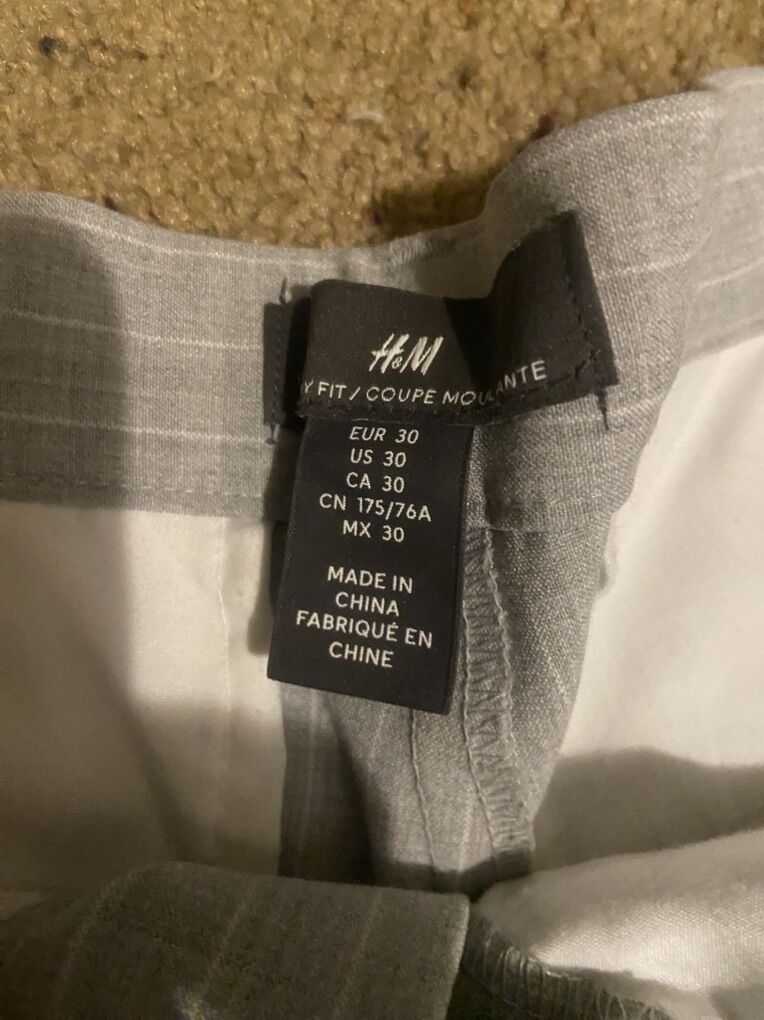 H&M
Y FIT / COUPE MOULANTE
EUR 30
US 30
CA 30
CN 175/76A
MX 30
MADE IN
CHINA
FABRIQUÉ EN
CHINE